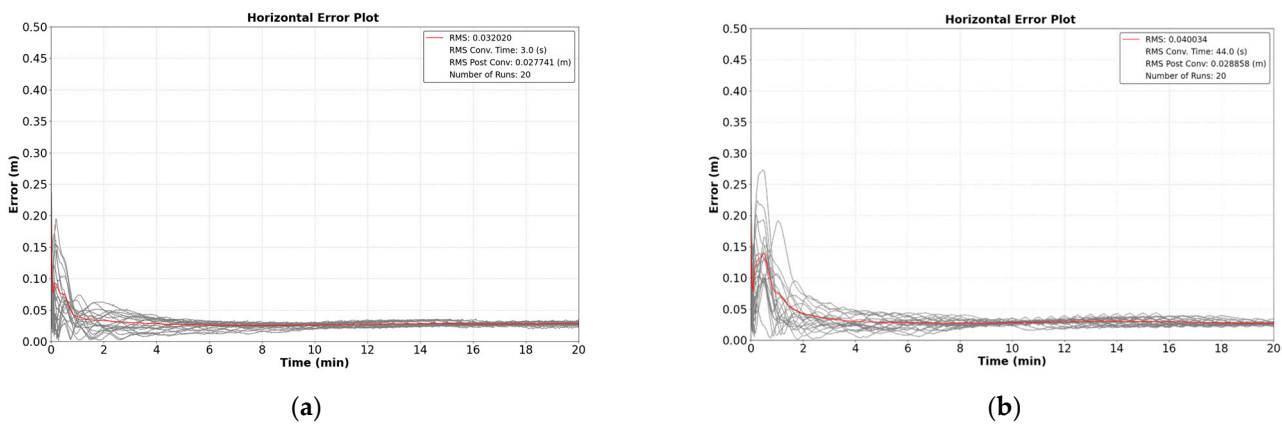 Horizontal Error Plot
RMS: 0.032020
RMS Conv. Time: 3.0 (s)
RMS Post Conv: 0.027741 (m)
Number of Runs: 20
Error (m)
0.50
0.45
0.40
0.35
0.30
0.25
0.20
0.15
0.10
0.05
0.00
0 2 4 6 8 10 12 14 16 18 20
Time (min)
(a)
Horizontal Error Plot
RMS: 0.040034
RMS Conv. Time: 44.0 (s)
RMS Post Conv: 0.028858 (m)
Number of Runs: 20
Error (m)
0.50
0.45
0.40
0.35
0.30
0.25
0.20
0.15
0.10
0.05
0.00
0 2 4 6 8 10 12 14 16 18 20
Time (min)
(b)